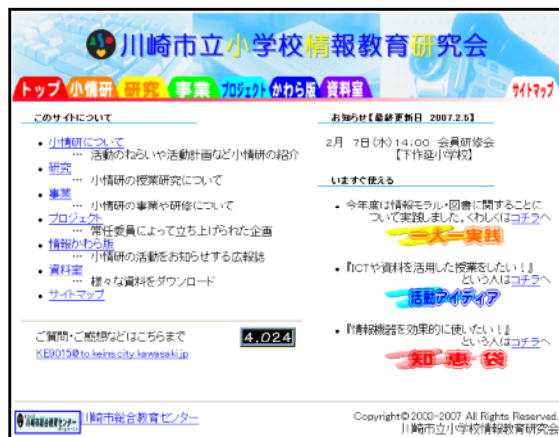 川崎市立小学校情報教育研究会
トップ 小情研 研究 事業 プロジェクト かわら版 資料室 サイトマップ
このサイトについて
小情研について
… 活動のねらいや活動計画など小情研の紹介
研究
… 小情研の授業研究について
事業
… 小情研の事業や研修について
プロジェクト
… 常任委員によって立ち上げられた企画
情報かわら版
… 小情研の活動をお知らせする広報誌
資料室
… 様々な資料をダウンロード
サイトマップ
ご質問・ご感想などはこちらまで
KE9015@to.keins.city.kawasaki.jp
4,024
お知らせ【最終更新日 2007.2.5】
2月 7日(水)14:00 会員研修会
【下作延小学校】
いますぐ使える
今年度は情報モラル・図書に関することに
ついて実践しました。くわしくはコチラへ
一人一実践
『ICTや資料を活用した授業をしたい!』
という人はコチラへ
活動アイディア
『情報機器を効果的に使いたい!』
という人はコチラへ
知恵袋
川崎市総合教育センター
川崎市総合教育センター
Copyright© 2003-2007 All Rights Reserved.
川崎市立小学校情報教育研究会